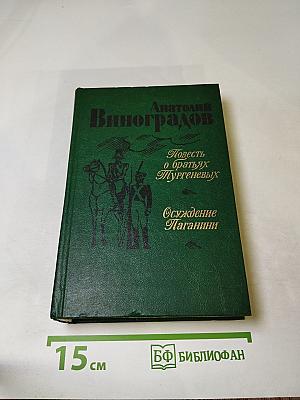 Анатолий
Виноградов
Повесть
о братьях
Тургеневых
Осуждение
Паганини
15 см
БФ БИБЛИОФАН